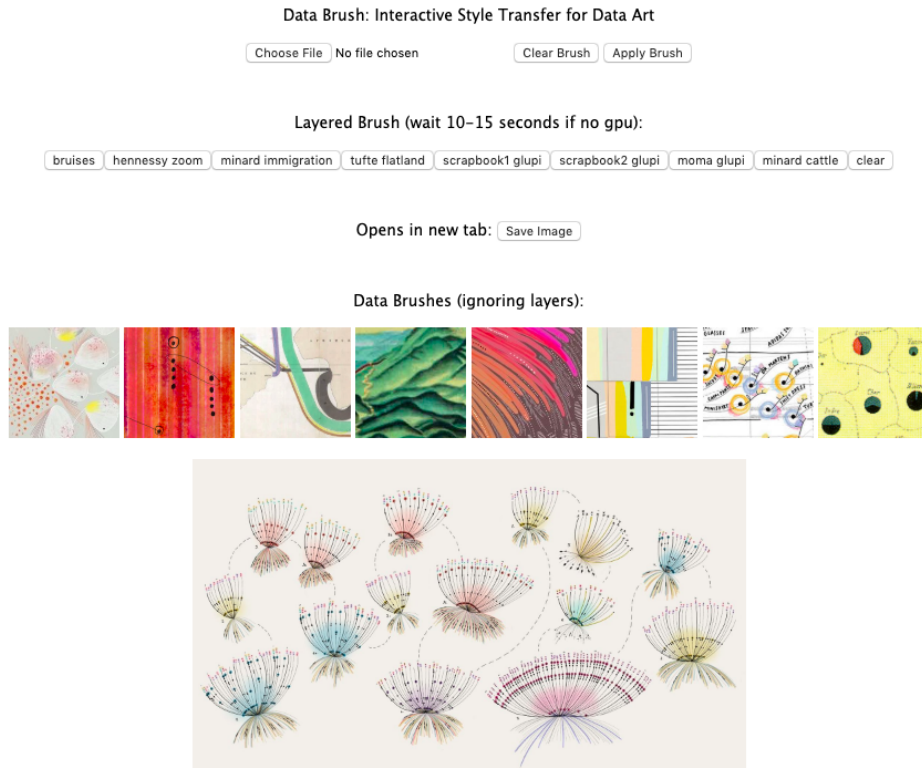 Data Brush: Interactive Style Transfer for Data Art
Choose File No file chosen Clear Brush Apply Brush
Layered Brush (wait 10-15 seconds if no gpu):
bruises hennessy zoom minard immigration tufte flatland scrapbook1 glupi scrapbook2 glupi moma glupi minard cattle clear
Opens in new tab: Save Image
Data Brushes (ignoring layers):